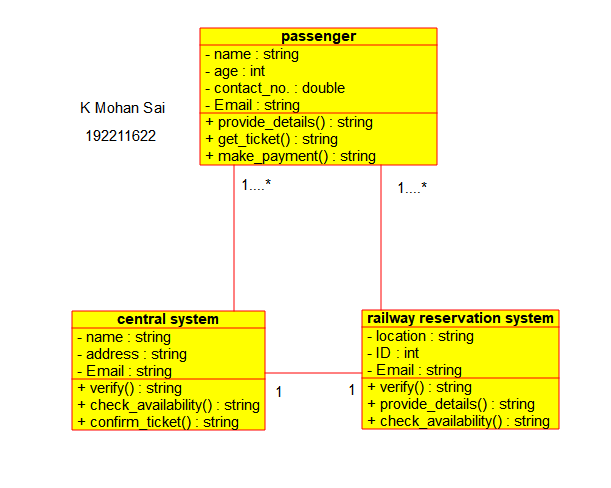 passenger
- name : string
- age : int
- contact_no. : double
- Email : string
+ provide_details() : string
+ get_ticket() : string
+ make_payment() : string
K Mohan Sai
192211622
1....*
1....*
central system
- name : string
- address : string
- Email : string
+ verify() : string
+ check_availability() : string
+ confirm_ticket() : string
railway reservation system
- location : string
- ID : int
- Email : string
+ verify() : string
+ provide_details() : string
+ check_availability() : string
1
1